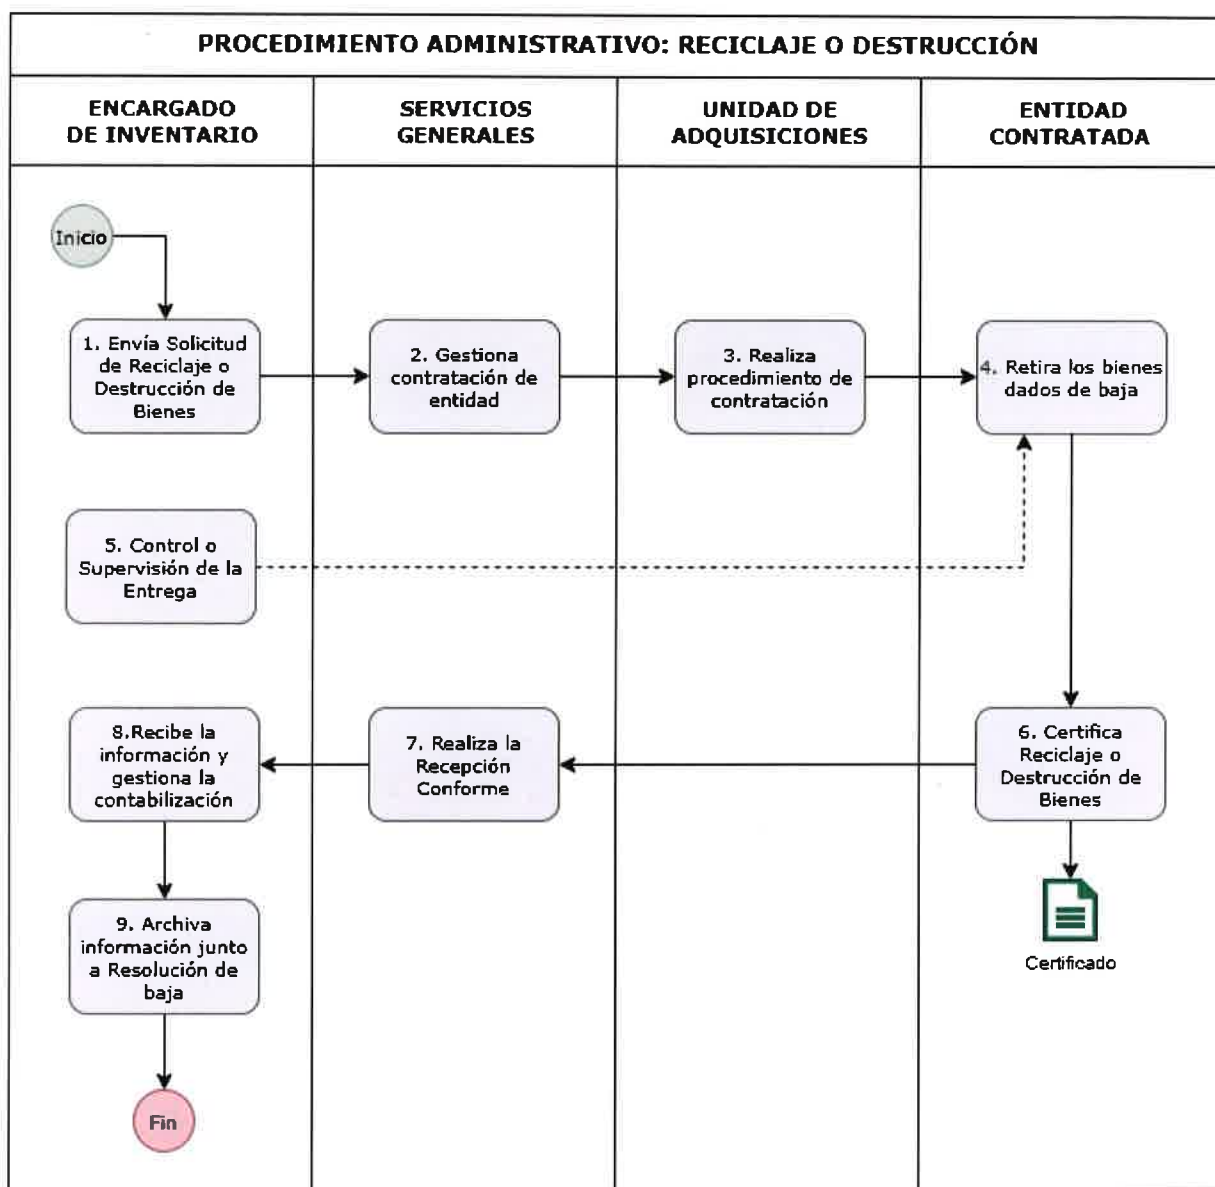 PROCEDIMIENTO ADMINISTRATIVO: RECICLAJE O DESTRUCCIÓN
ENCARGADO
DE INVENTARIO
SERVICIOS
GENERALES
UNIDAD DE
ADQUISICIONES
ENTIDAD
CONTRATADA
Inicio
1. Envía Solicitud
de Reciclaje o
Destrucción de
Bienes
2. Gestiona
contratación de
entidad
3. Realiza
procedimiento de
contratación
4. Retira los bienes
dados de baja
5. Control o
Supervisión de la
Entrega
6. Certifica
Reciclaje o
Destrucción de
Bienes
7. Realiza la
Recepción
Conforme
8.Recibe la
información y
gestiona la
contabilización
Certificado
9. Archiva
información junto
a Resolución de
baja
Fin